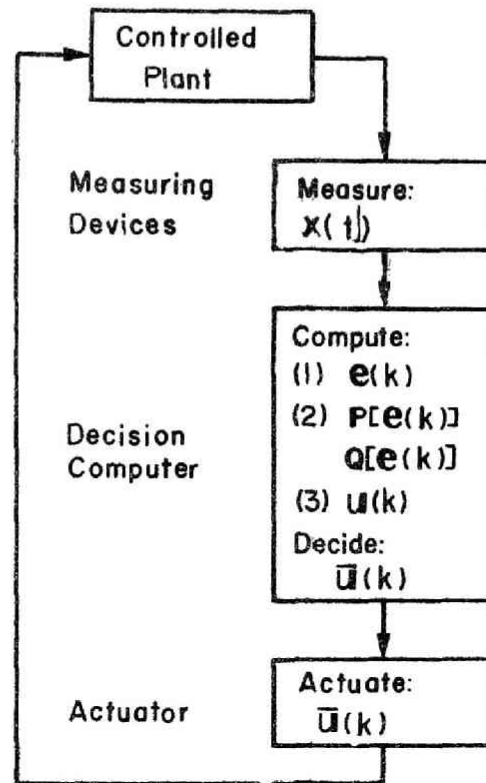 Controlled
Plant
Measuring
Devices
Measure:
x(t)
Decision
Computer
Compute:
(1) e(k)
(2) P[e(k)]
Q[e(k)]
(3) u(k)
Decide:
ū(k)
Actuator
Actuate:
ū(k)